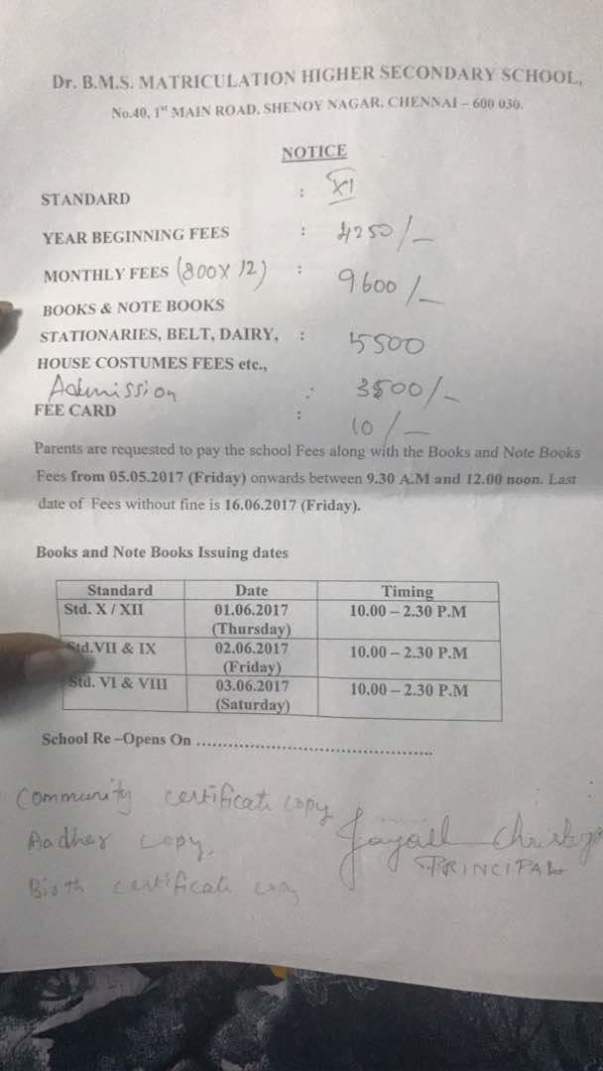 Dr. B.M.S. MATRICULATION HIGHER SECONDARY SCHOOL,
No.40, 1st MAIN ROAD, SHENOY NAGAR, CHENNAI – 600 030.
NOTICE
STANDARD : XI
YEAR BEGINNING FEES : 4250/-
MONTHLY FEES (800 X 12) : 9600/-
BOOKS & NOTE BOOKS
STATIONARIES, BELT, DAIRY, : 5500
HOUSE COSTUMES FEES etc.,
Admission : 3500/-
FEE CARD : 10/-
Parents are requested to pay the school Fees along with the Books and Note Books
Fees from 05.05.2017 (Friday) onwards between 9.30 A.M and 12.00 noon. Last
date of Fees without fine is 16.06.2017 (Friday).
Books and Note Books Issuing dates
Standard Date Timing
Std. X / XII 01.06.2017 10.00 – 2.30 P.M
(Thursday)
Std.VII & IX 02.06.2017 10.00 – 2.30 P.M
(Friday)
Std. VI & VIII 03.06.2017 10.00 – 2.30 P.M
(Saturday)
School Re –Opens On ........................................
Community certificate copy
Aadhar copy,
PRINCIPAL
Birth certificate copy